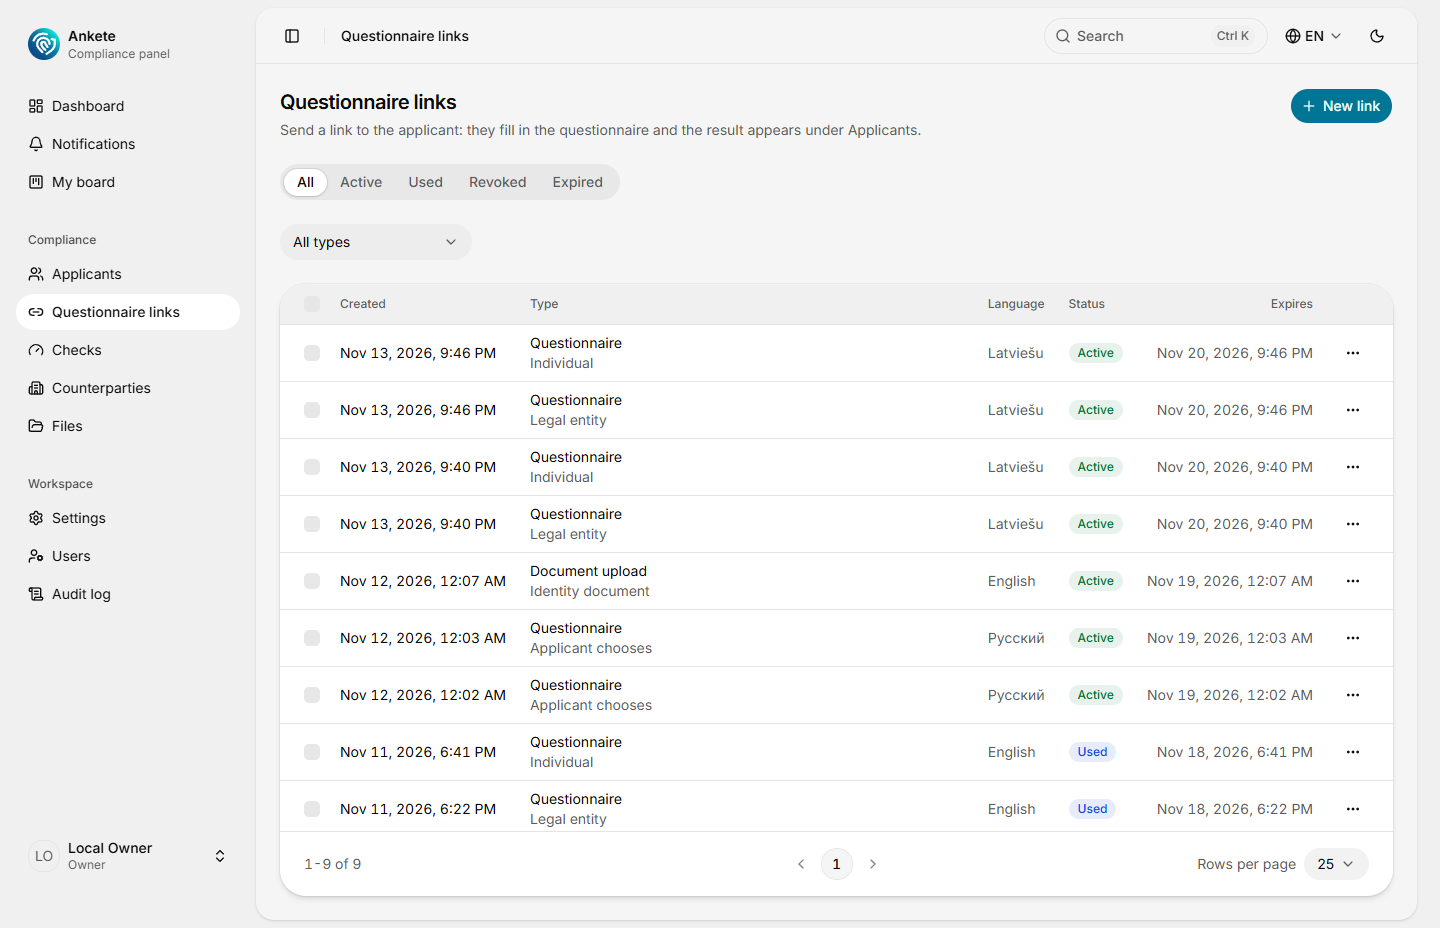 Ankete
Compliance panel
Dashboard
Notifications
My board
Compliance
Applicants
Questionnaire links
Checks
Counterparties
Files
Workspace
Settings
Users
Audit log
LO
Local Owner
Owner
Questionnaire links
Search
Ctrl K
EN
Questionnaire links
Send a link to the applicant: they fill in the questionnaire and the result appears under Applicants.
New link
All Active Used Revoked Expired
All types
Created Type Language Status Expires
Nov 13, 2026, 9:46 PM Questionnaire Latviešu Active Nov 20, 2026, 9:46 PM
Individual
Nov 13, 2026, 9:46 PM Questionnaire Latviešu Active Nov 20, 2026, 9:46 PM
Legal entity
Nov 13, 2026, 9:40 PM Questionnaire Latviešu Active Nov 20, 2026, 9:40 PM
Individual
Nov 13, 2026, 9:40 PM Questionnaire Latviešu Active Nov 20, 2026, 9:40 PM
Legal entity
Nov 12, 2026, 12:07 AM Document upload English Active Nov 19, 2026, 12:07 AM
Identity document
Nov 12, 2026, 12:03 AM Questionnaire Русский Active Nov 19, 2026, 12:03 AM
Applicant chooses
Nov 12, 2026, 12:02 AM Questionnaire Русский Active Nov 19, 2026, 12:02 AM
Applicant chooses
Nov 11, 2026, 6:41 PM Questionnaire English Used Nov 18, 2026, 6:41 PM
Individual
Nov 11, 2026, 6:22 PM Questionnaire English Used Nov 18, 2026, 6:22 PM
Legal entity
1-9 of 9
1
Rows per page 25